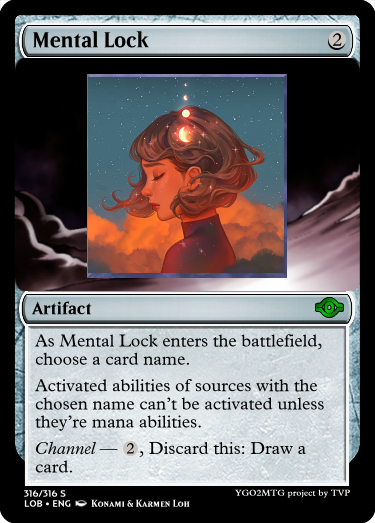 Mental Lock 2
Artifact
As Mental Lock enters the battlefield,
choose a card name.
Activated abilities of sources with the
chosen name can't be activated unless
they're mana abilities.
Channel — 2, Discard this: Draw a
card.
316/316 S
LOB • ENG Konami & Karmen Loh
YGO2MTG project by TVP